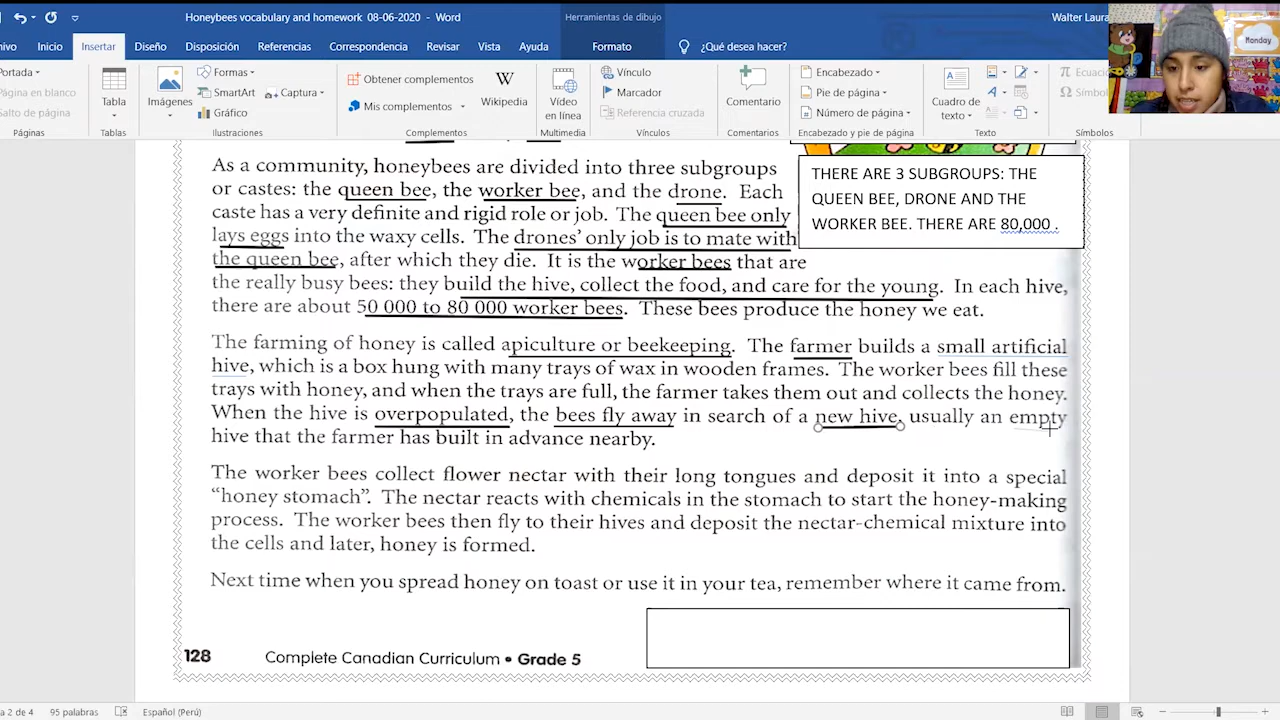 Honeybees vocabulary and homework 08-06-2020 - Word
Herramientas de dibujo
Walter Laura
Monday
Inicio Insertar Diseño Disposición Referencias Correspondencia Revisar Vista Ayuda Formato ¿Qué desea hacer?
Portada
Página en blanco
Salto de página
Páginas
Tabla
Imágenes
Formas
SmartArt
Gráfico
Captura
Ilustraciones
Obtener complementos
Mis complementos
Wikipedia
Complementos
Vídeo
en línea
Multimedia
Vínculo
Marcador
Referencia cruzada
Vínculos
Comentario
Comentarios
Encabezado
Pie de página
Número de página
Encabezado y pie de página
Cuadro de
texto
Texto
Símbolos
As a community, honeybees are divided into three subgroups
or castes: the queen bee, the worker bee, and the drone. Each
caste has a very definite and rigid role or job. The queen bee only
lays eggs into the waxy cells. The drones' only job is to mate with
the queen bee, after which they die. It is the worker bees that are
the really busy bees: they build the hive, collect the food, and care for the young. In each hive,
there are about 50 000 to 80 000 worker bees. These bees produce the honey we eat.
THERE ARE 3 SUBGROUPS: THE
QUEEN BEE, DRONE AND THE
WORKER BEE. THERE ARE 80,000 .
The farming of honey is called apiculture or beekeeping. The farmer builds a small artificial
hive, which is a box hung with many trays of wax in wooden frames. The worker bees fill these
trays with honey, and when the trays are full, the farmer takes them out and collects the honey.
When the hive is overpopulated, the bees fly away in search of a new hive, usually an empty
hive that the farmer has built in advance nearby.
The worker bees collect flower nectar with their long tongues and deposit it into a special
"honey stomach". The nectar reacts with chemicals in the stomach to start the honey-making
process. The worker bees then fly to their hives and deposit the nectar-chemical mixture into
the cells and later, honey is formed.
Next time when you spread honey on toast or use it in your tea, remember where it came from.
128 Complete Canadian Curriculum • Grade 5
2 de 4 95 palabras Español (Perú)